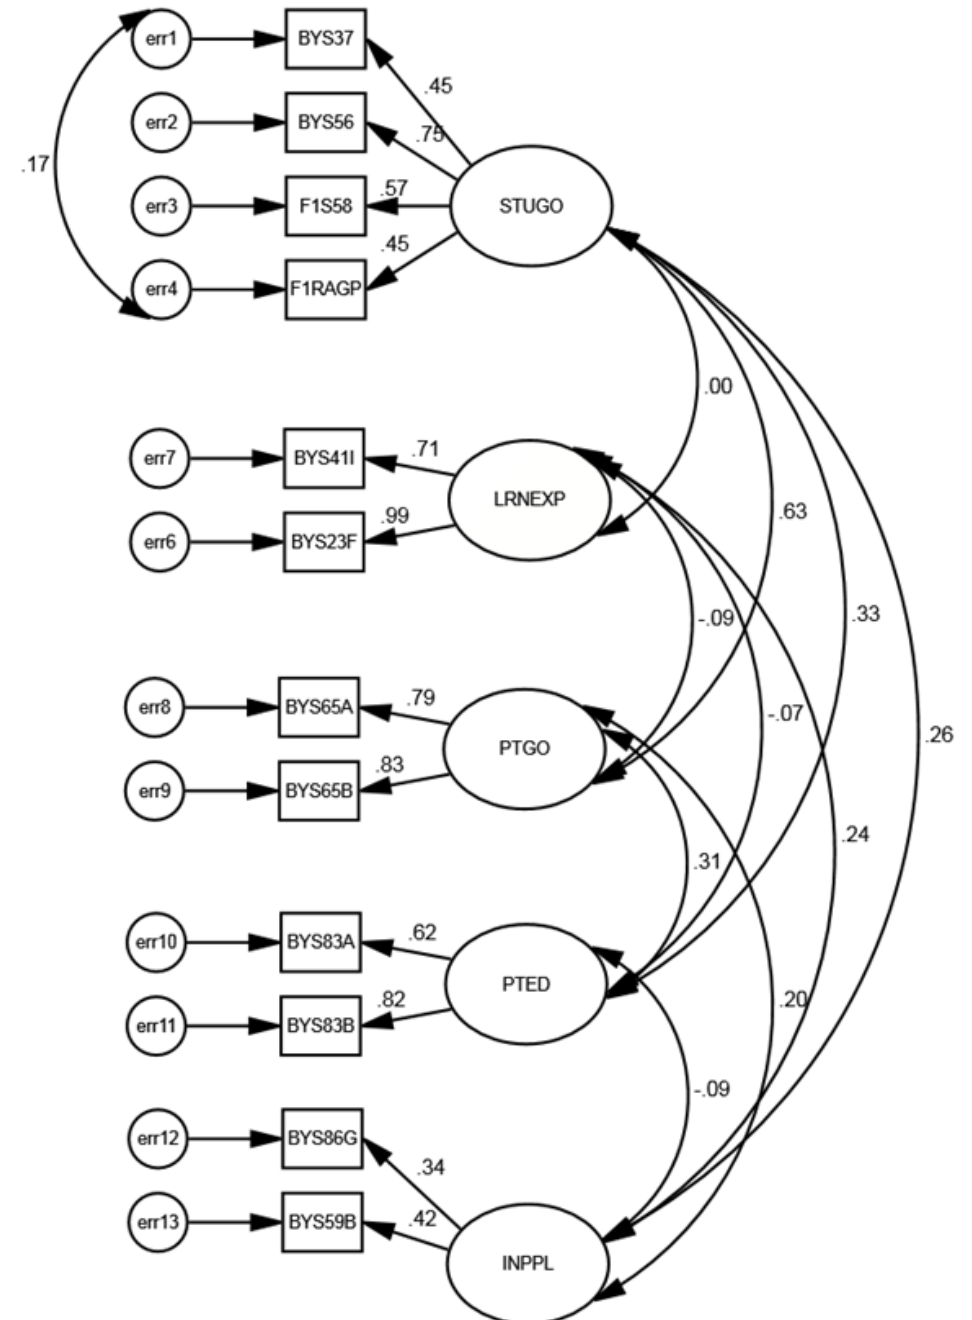 err1
BYS37
.45
err2
BYS56
.75
.17
err3
F1S58
.57
STUGO
.45
err4
F1RAGP
.00
err7
BYS41I
.71
LRNEXP
.63
err6
BYS23F
.99
-.09
.33
err8
BYS65A
.79
-.07
.26
PTGO
err9
BYS65B
.83
.24
.31
err10
BYS83A
.62
PTED
.20
err11
BYS83B
.82
-.09
err12
BYS86G
.34
err13
BYS59B
.42
INPPL